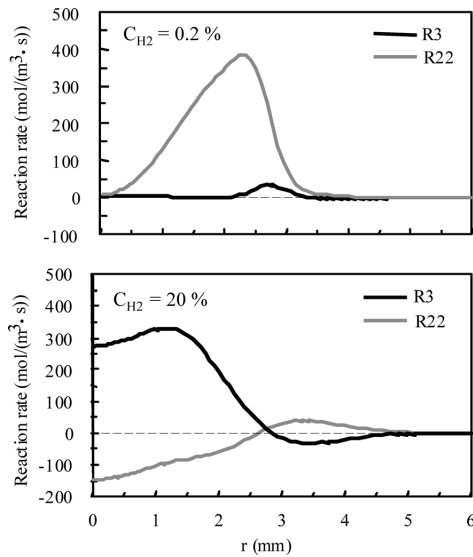 500
400
300
200
100
0
-100
Reaction rate (mol/(m³• s))
C_H2 = 0.2 %
R3
R22
500
400
300
200
100
0
-100
-200
Reaction rate (mol/(m³• s))
C_H2 = 20 %
R3
R22
0 1 2 3 4 5 6
r (mm)